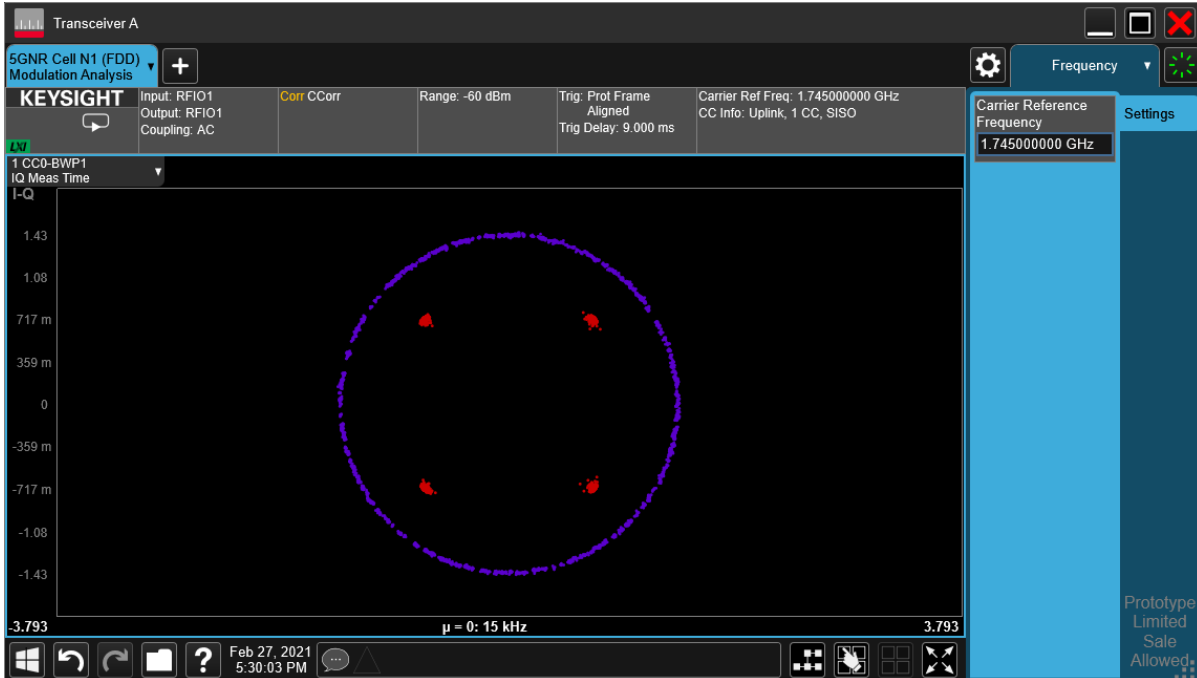 Transceiver A
5GNR Cell N1 (FDD)
Modulation Analysis
+
Frequency
KEYSIGHT
LXI
Input: RFIO1
Output: RFIO1
Coupling: AC
Corr CCorr
Range: -60 dBm
Trig: Prot Frame
Aligned
Trig Delay: 9.000 ms
Carrier Ref Freq: 1.745000000 GHz
CC Info: Uplink, 1 CC, SISO
Carrier Reference
Frequency
1.745000000 GHz
Settings
1 CC0-BWP1
IQ Meas Time
I-Q
1.43
1.08
717 m
359 m
0
-359 m
-717 m
-1.08
-1.43
-3.793
µ = 0: 15 kHz
3.793
Prototype
Limited
Sale
Allowed
?
Feb 27, 2021
5:30:03 PM